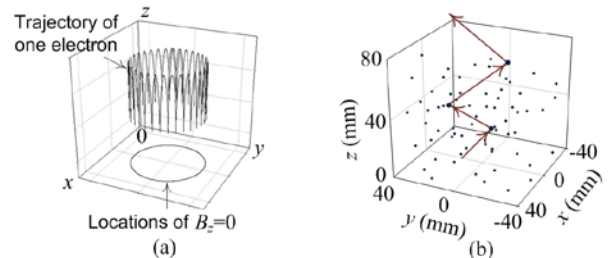 Trajectory of
one electron
z
0
x
y
Locations of B_z=0
(a)
80
40
0
z (mm)
40
0
-40
y (mm)
40
0
-40
x (mm)
(b)